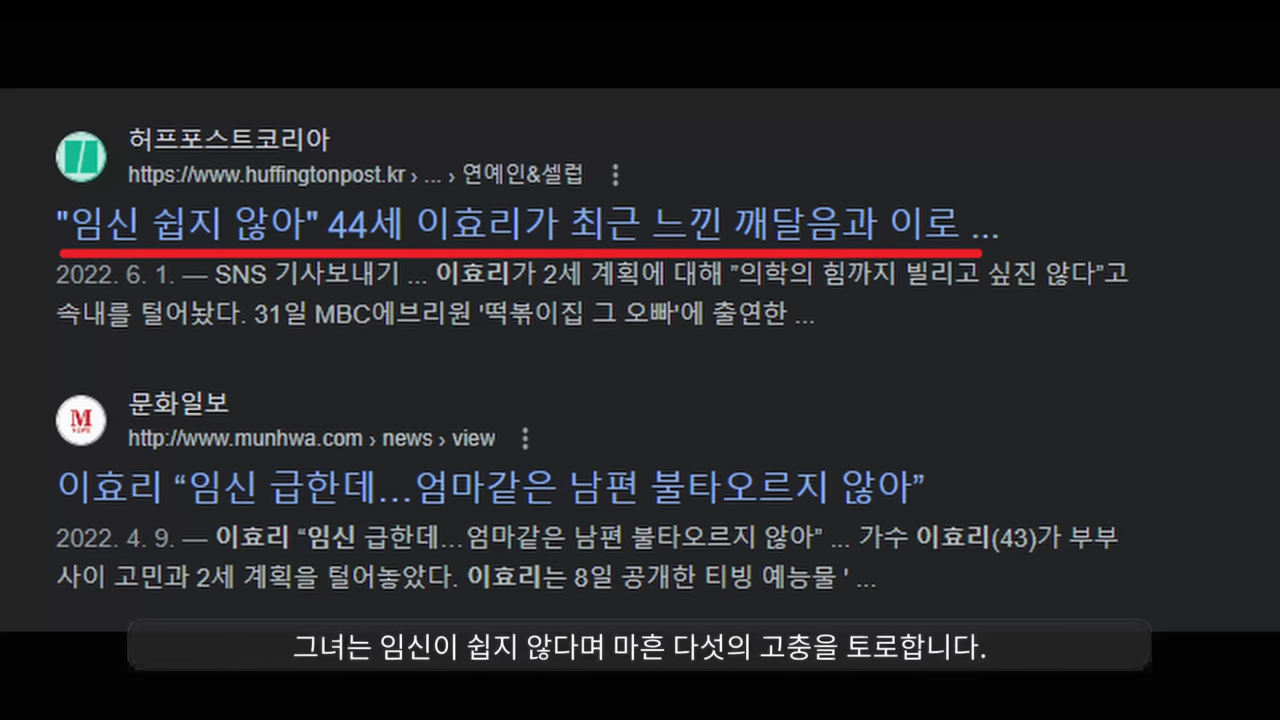 허프포스트코리아
https://www.huffingtonpost.kr › ... › 연예인&셀럽
"임신 쉽지 않아" 44세 이효리가 최근 느낀 깨달음과 이로 ...
2022. 6. 1. — SNS 기사보내기 ... 이효리가 2세 계획에 대해 ”의학의 힘까지 빌리고 싶진 않다”고
속내를 털어놨다. 31일 MBC에브리원 '떡볶이집 그 오빠'에 출연한 ...
M
문화일보
http://www.munhwa.com › news › view
이효리 “임신 급한데...엄마같은 남편 불타오르지 않아”
2022. 4. 9. — 이효리 “임신 급한데...엄마같은 남편 불타오르지 않아” ... 가수 이효리(43)가 부부
사이 고민과 2세 계획을 털어놓았다. 이효리는 8일 공개한 티빙 예능물 ' ...
그녀는 임신이 쉽지 않다며 마흔 다섯의 고충을 토로합니다.